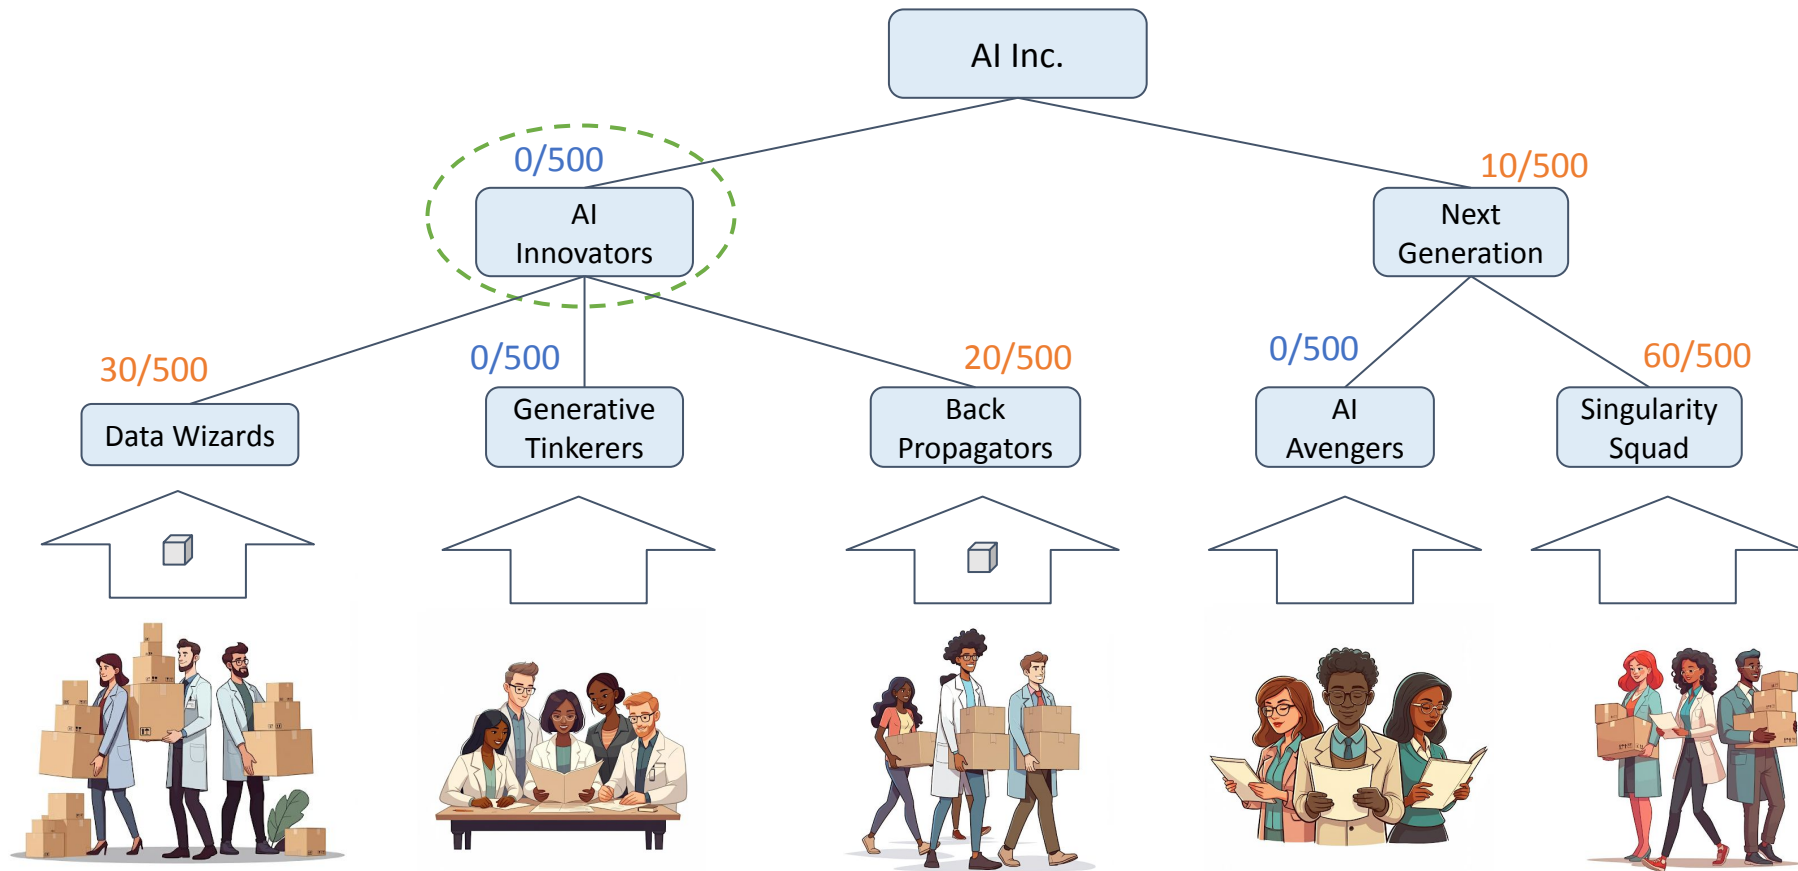 AI Inc.
0/500
10/500
AI
Innovators
Next
Generation
30/500
0/500
20/500
0/500
60/500
Data Wizards
Generative
Tinkerers
Back
Propagators
AI
Avengers
Singularity
Squad